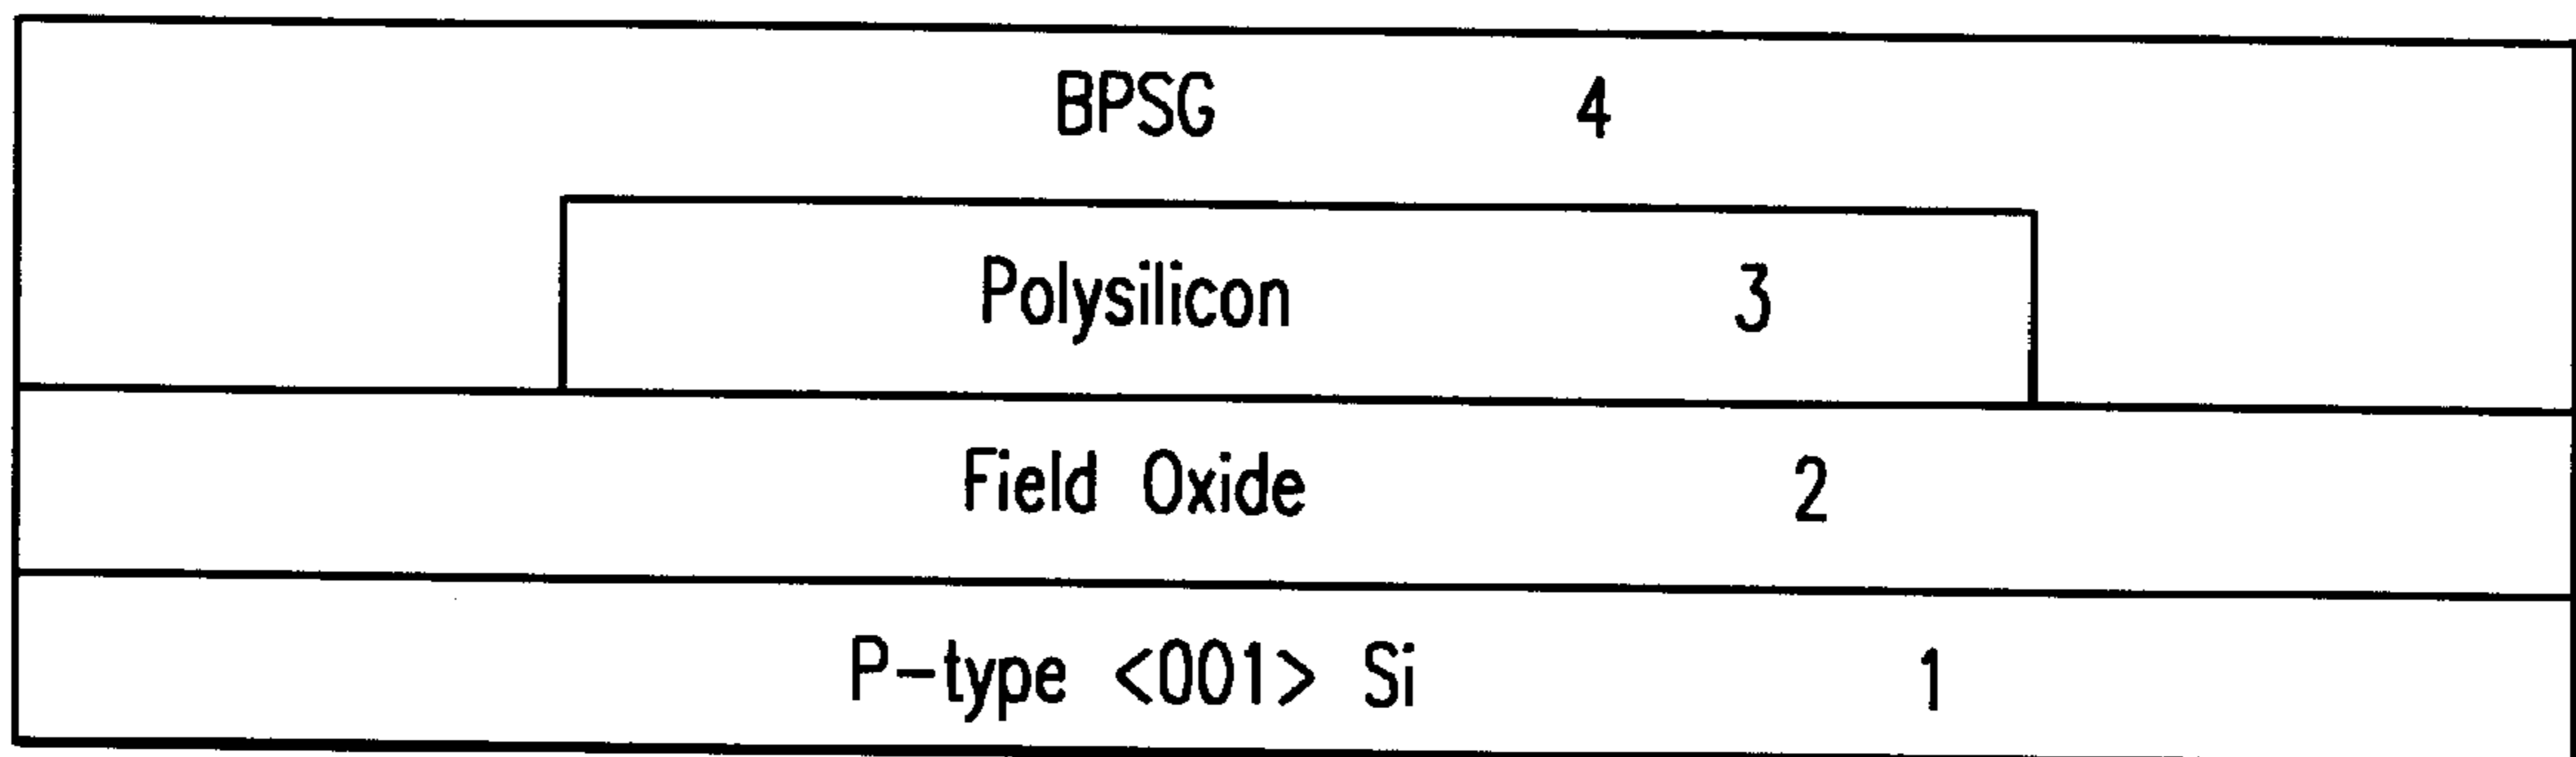 BPSG 4
Polysilicon 3
Field Oxide 2
P-type <001> Si 1